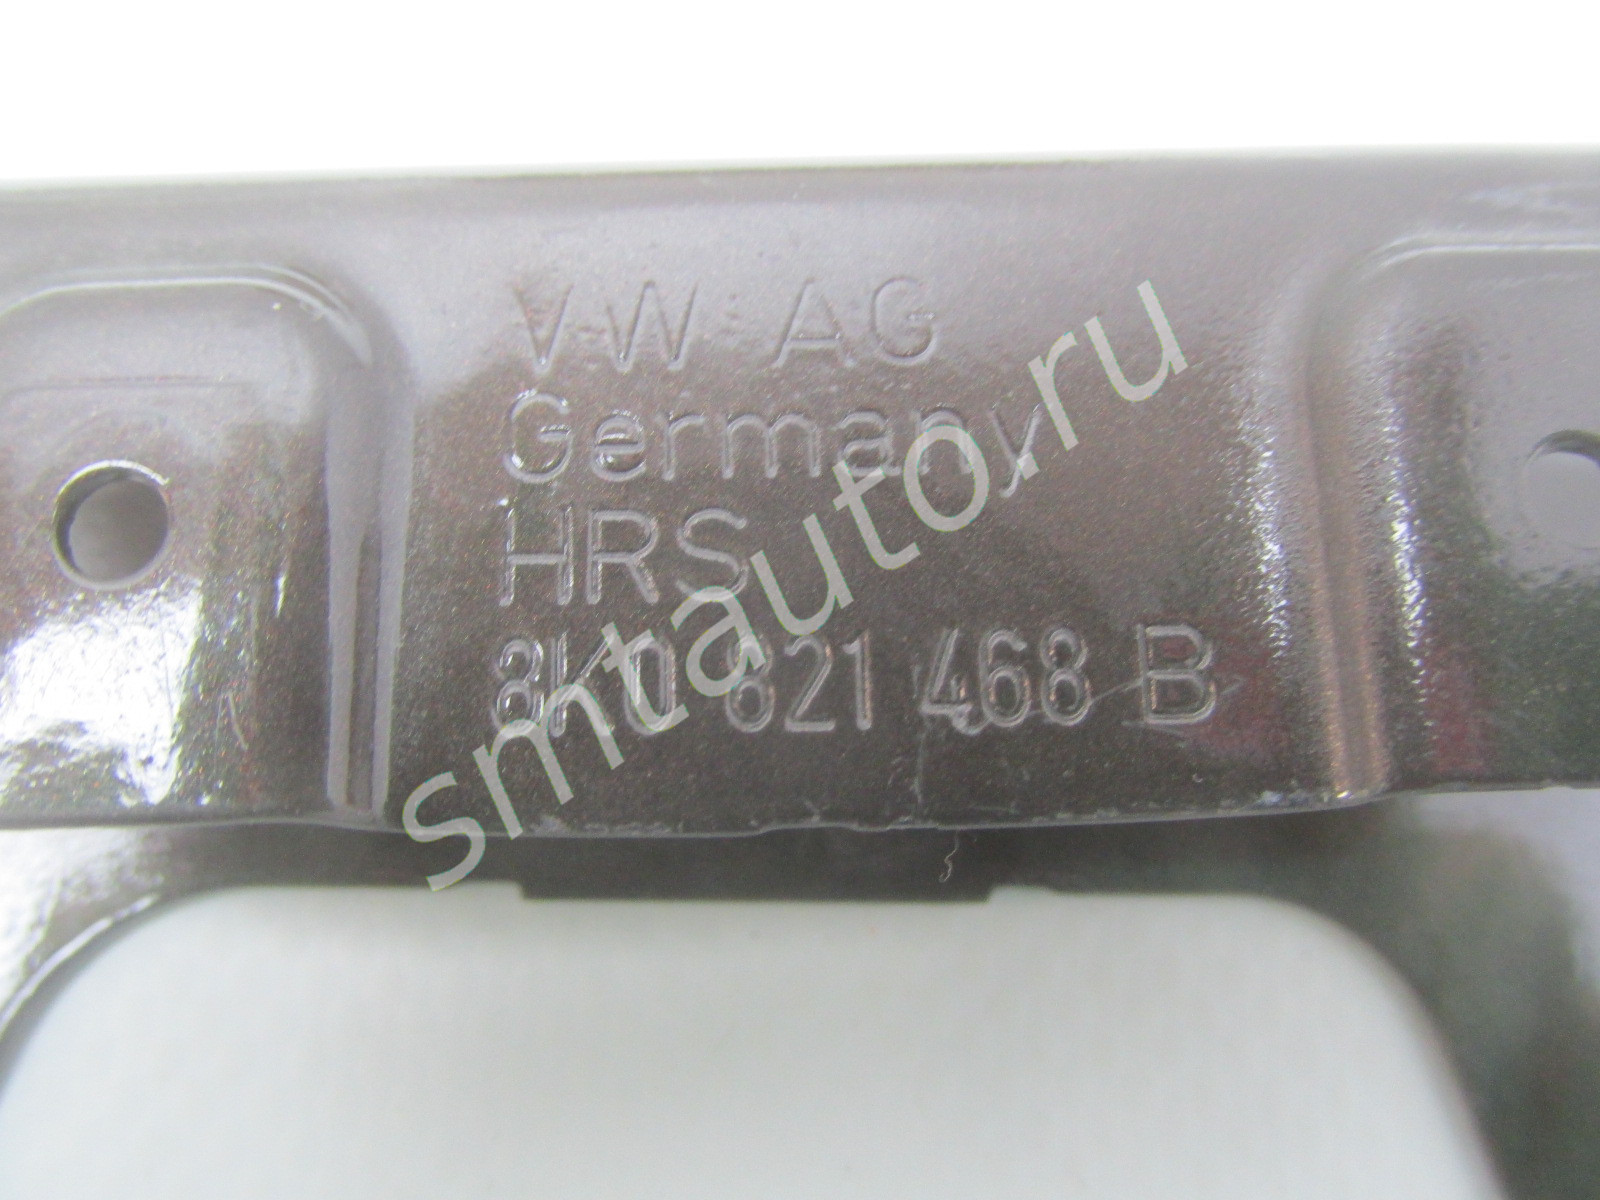 VW AG
Germany
HRS
8K0 821 468 B
smtauto.ru